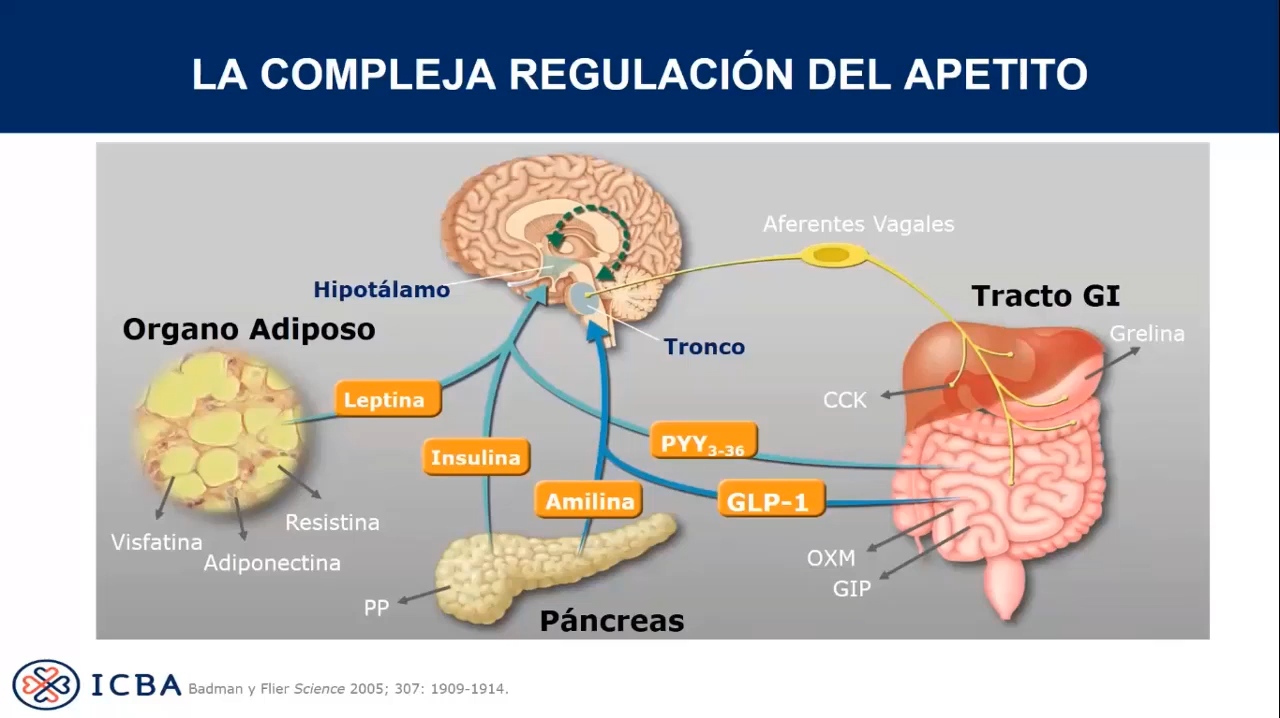 LA COMPLEJA REGULACIÓN DEL APETITO
Aferentes Vagales
Hipotálamo
Tracto GI
Organo Adiposo
Grelina
Tronco
Leptina
CCK
PYY3-36
Insulina
Amilina
GLP-1
Resistina
Visfatina
Adiponectina
OXM
GIP
PP
Páncreas
ICBA
Badman y Flier Science 2005; 307: 1909-1914.